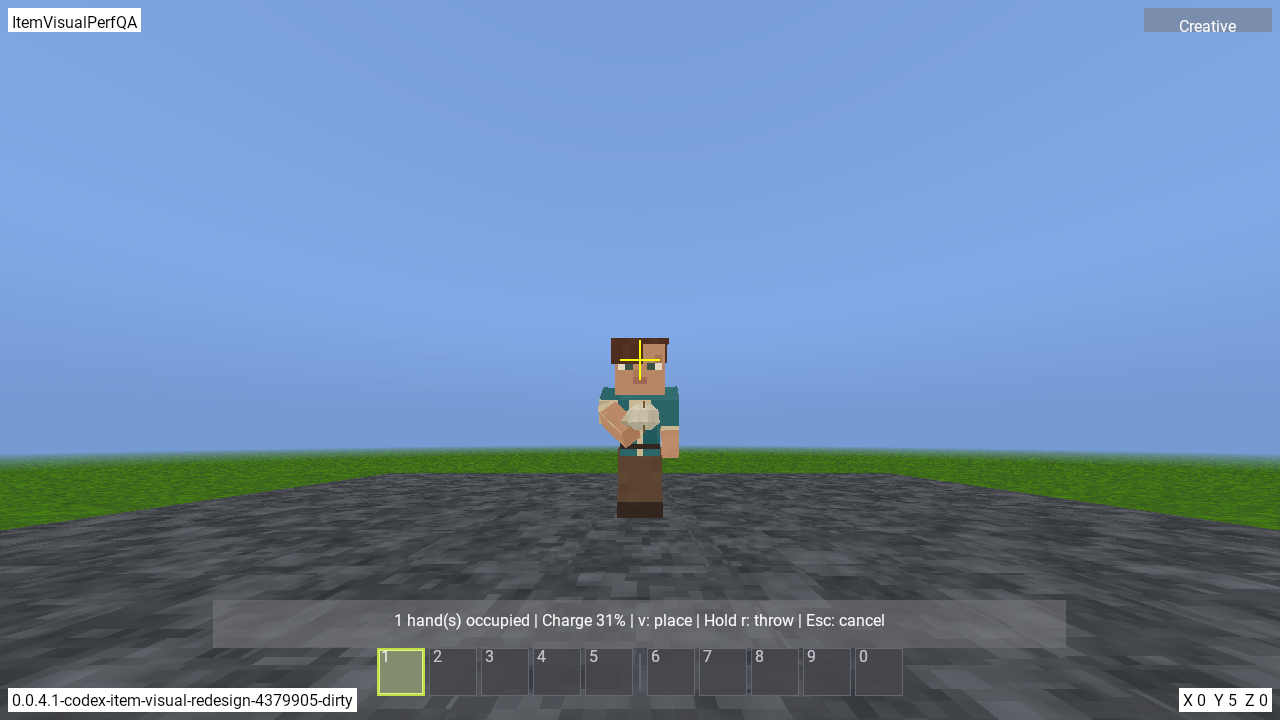 ItemVisualPerfQA
Creative
1 hand(s) occupied | Charge 31% | v: place | Hold r: throw | Esc: cancel
1 2 3 4 5 6 7 8 9 0
0.0.4.1-codex-item-visual-redesign-4379905-dirty
X 0 Y 5 Z 0